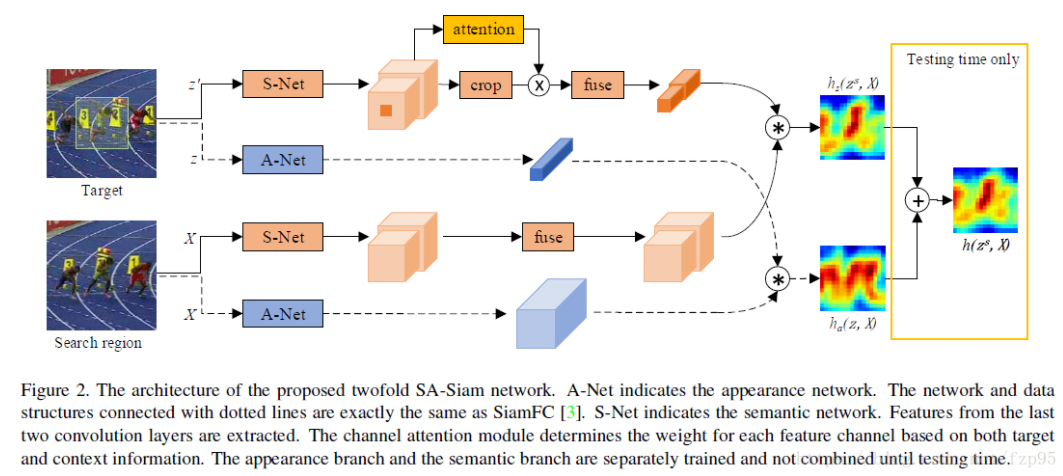 attention
Testing time only
z'
S-Net
crop
x
fuse
h_s(z^s, X)
*
z
A-Net
Target
+
X
S-Net
fuse
h(z^s, X)
*
X
A-Net
Search region
h_a(z, X)
Figure 2. The architecture of the proposed twofold SA-Siam network. A-Net indicates the appearance network. The network and data
structures connected with dotted lines are exactly the same as SiamFC [3]. S-Net indicates the semantic network. Features from the last
two convolution layers are extracted. The channel attention module determines the weight for each feature channel based on both target
and context information. The appearance branch and the semantic branch are separately trained and not combined until testing time.